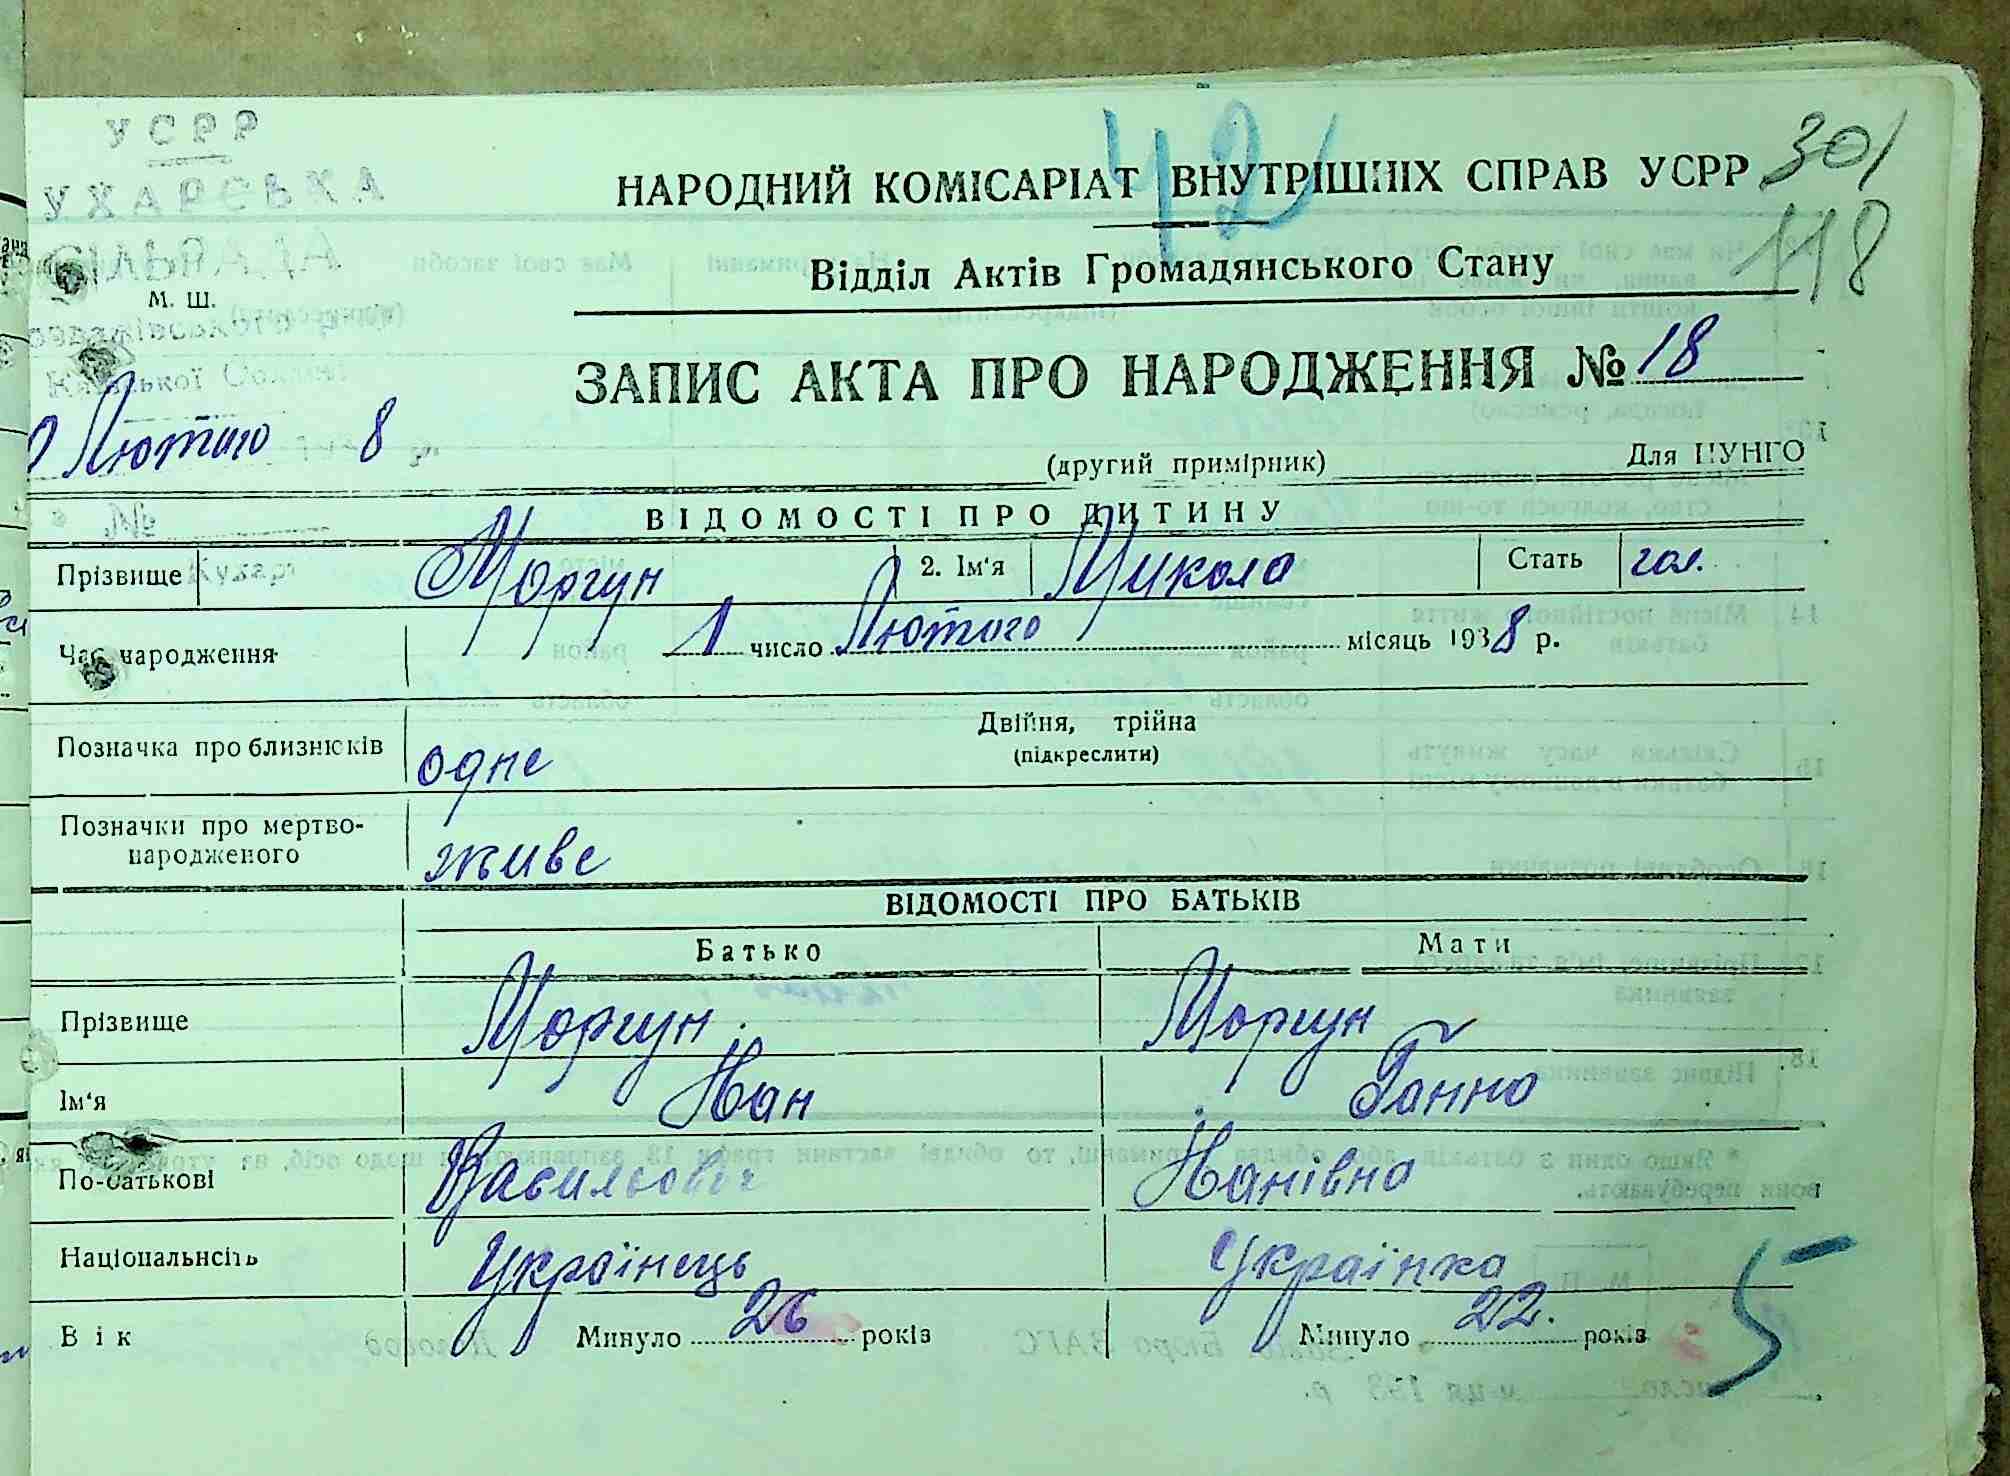 УСРР
УХАРСЬКА
42
301
118
НАРОДНИЙ КОМІСАРІАТ ВНУТРІШНІХ СПРАВ УСРР
Відділ Актів Громадянського Стану
М. Ш.
ЗАПИС АКТА ПРО НАРОДЖЕННЯ № 18
Лютого 8
(другий примірник) Для ЦУНГО
ВІДОМОСТІ ПРО ДИТИНУ
Прізвище Моргун 2. Ім'я Микола Стать чол.
Час народження 1 число Лютого місяць 1938 р.
Позначка про близнюків одне Двійня, трійна
(підкреслити)
Позначки про мертво-
народженого живе
ВІДОМОСТІ ПРО БАТЬКІВ
Батько Мати
Прізвище Моргун Моргун
Ім'я Іван Ганна
По-батькові Васильович Іванівна
Національність Українець Українка
Вік Минуло 26 років Минуло 22. років
5